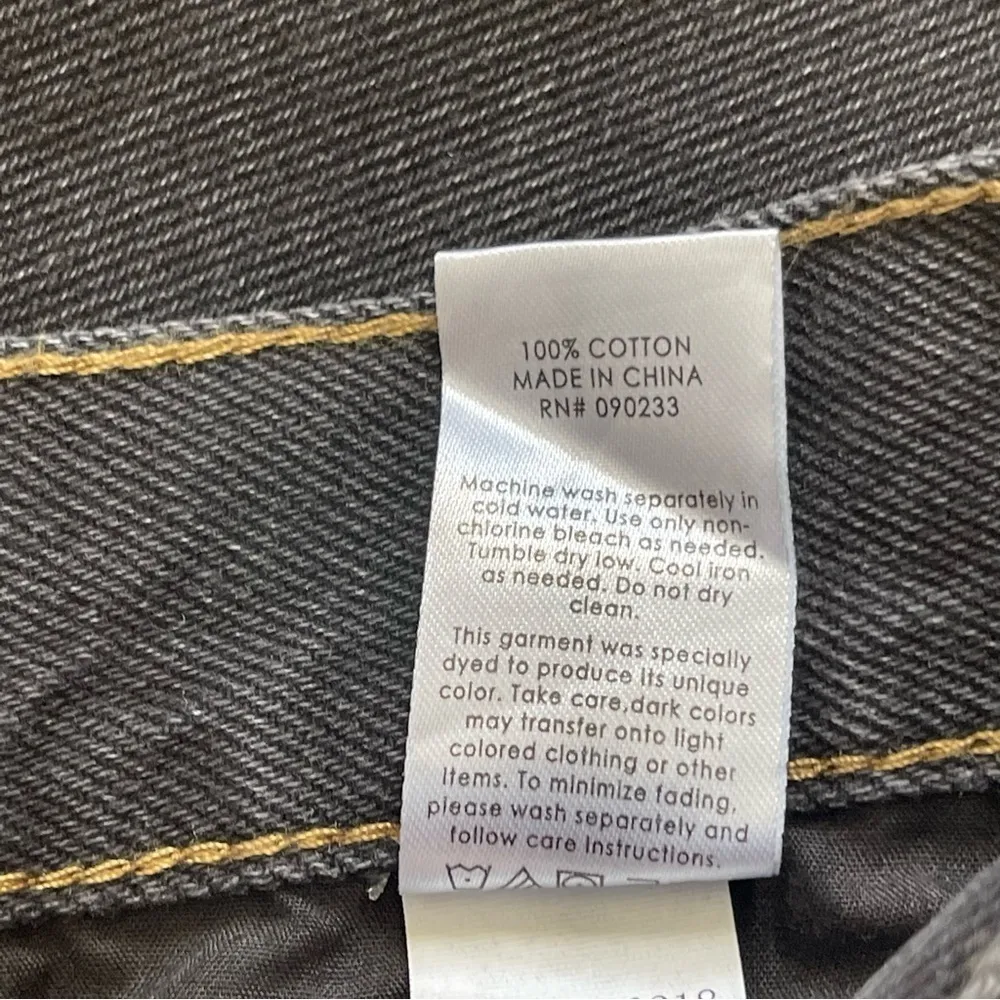 100% COTTON
MADE IN CHINA
RN# 090233
Machine wash separately in
cold water. Use only non-
chlorine bleach as needed.
Tumble dry low. Cool iron
as needed. Do not dry
clean.
This garment was specially
dyed to produce its unique
color. Take care,dark colors
may transfer onto light
colored clothing or other
items. To minimize fading,
please wash separately and
follow care instructions.